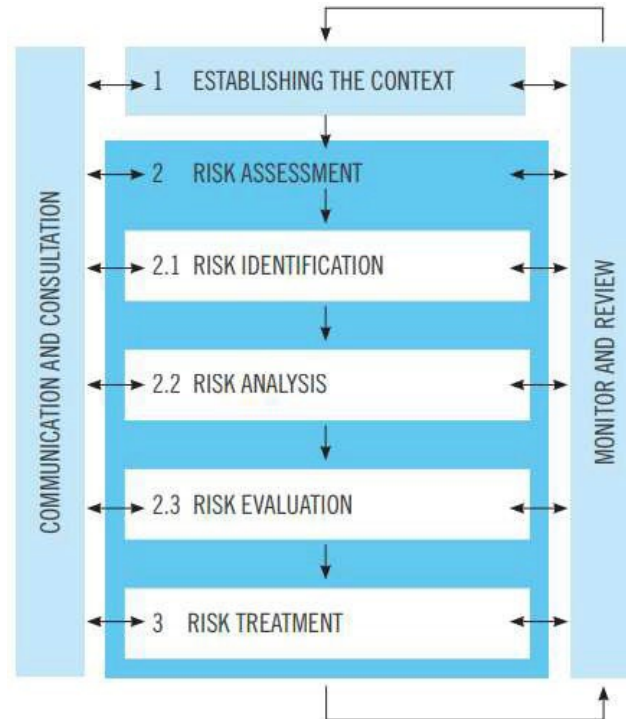 1 ESTABLISHING THE CONTEXT
2 RISK ASSESSMENT
2.1 RISK IDENTIFICATION
2.2 RISK ANALYSIS
2.3 RISK EVALUATION
3 RISK TREATMENT
COMMUNICATION AND CONSULTATION
MONITOR AND REVIEW